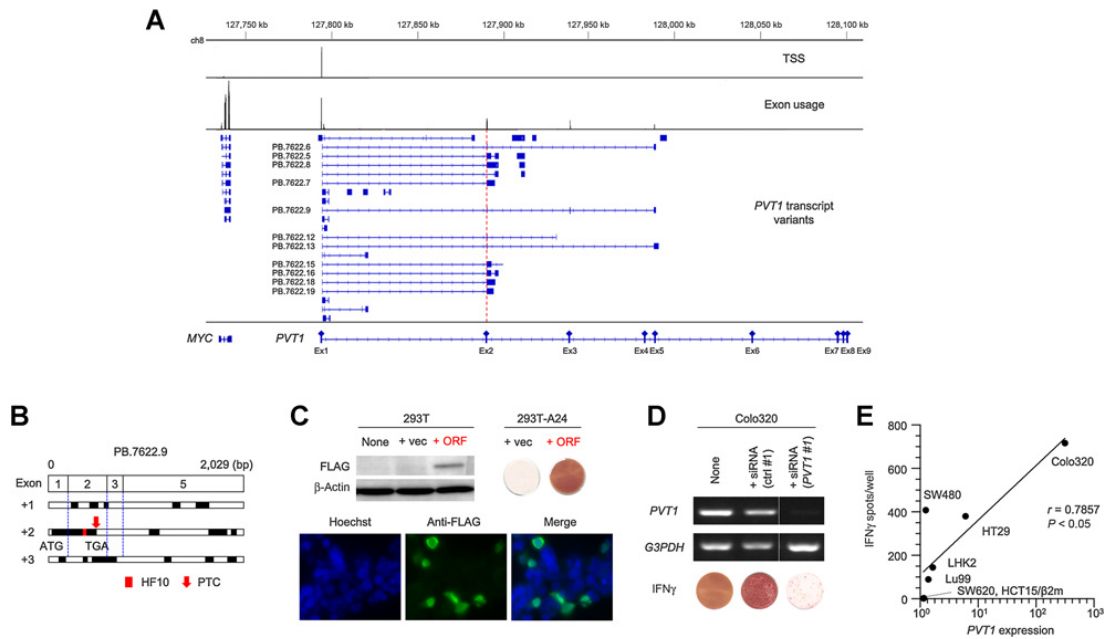 A
127,750 kb 127,800 kb 127,850 kb 127,900 kb 127,950 kb 128,000 kb 128,050 kb 128,100 kb
ch8
TSS
Exon usage
PB.7622.6
PB.7622.5
PB.7622.8
PB.7622.7
PB.7622.9
PVT1 transcript
variants
PB.7622.12
PB.7622.13
PB.7622.15
PB.7622.16
PB.7622.18
PB.7622.19
MYC PVT1
Ex1 Ex2 Ex3 Ex4 Ex5 Ex6 Ex7 Ex8 Ex9
B
PB.7622.9
0 2,029 (bp)
Exon 1 2 3 5
+1
+2
ATG TGA
+3
HF10 PTC
C
293T 293T-A24
None + vec + ORF + vec + ORF
FLAG
β-Actin
Hoechst Anti-FLAG Merge
D
Colo320
None
+ siRNA
(ctrl #1)
+ siRNA
(PVT1 #1)
PVT1
G3PDH
IFNγ
E
IFNγ spots/well
800
600
400
200
0
Colo320
SW480
HT29
r = 0.7857
P < 0.05
LHK2
Lu99
SW620, HCT15/β2m
10⁰ 10¹ 10² 10³
PVT1 expression